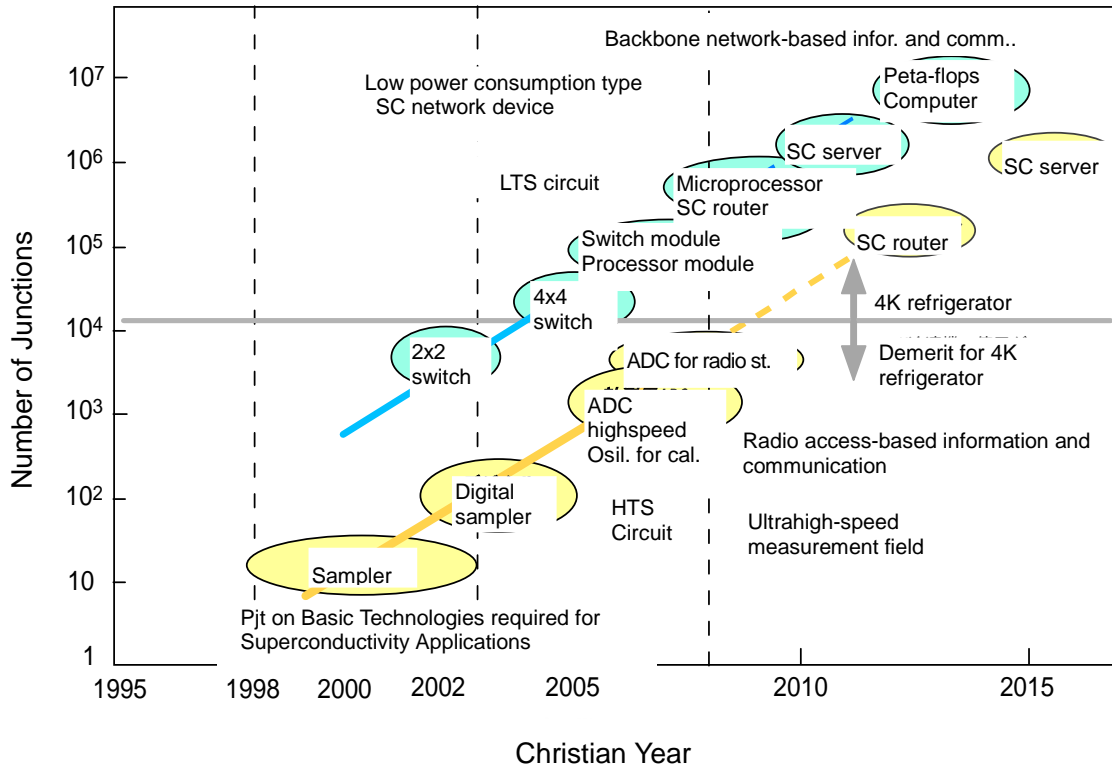 Backbone network-based infor. and comm..
10⁷
Peta-flops
Computer
Low power consumption type
SC network device
10⁶
SC server
SC server
LTS circuit
Microprocessor
SC router
10⁵
Switch module
Processor module
SC router
4x4
switch
4K refrigerator
10⁴
2x2
switch
ADC for radio st.
Demerit for 4K
refrigerator
10³
ADC
highspeed
Osil. for cal.
Radio access-based information and
communication
10²
Digital
sampler
HTS
Circuit
Ultrahigh-speed
measurement field
10
Sampler
Pjt on Basic Technologies required for
Superconductivity Applications
1
1995
1998
2000
2002
2005
2010
2015
Number of Junctions
Christian Year